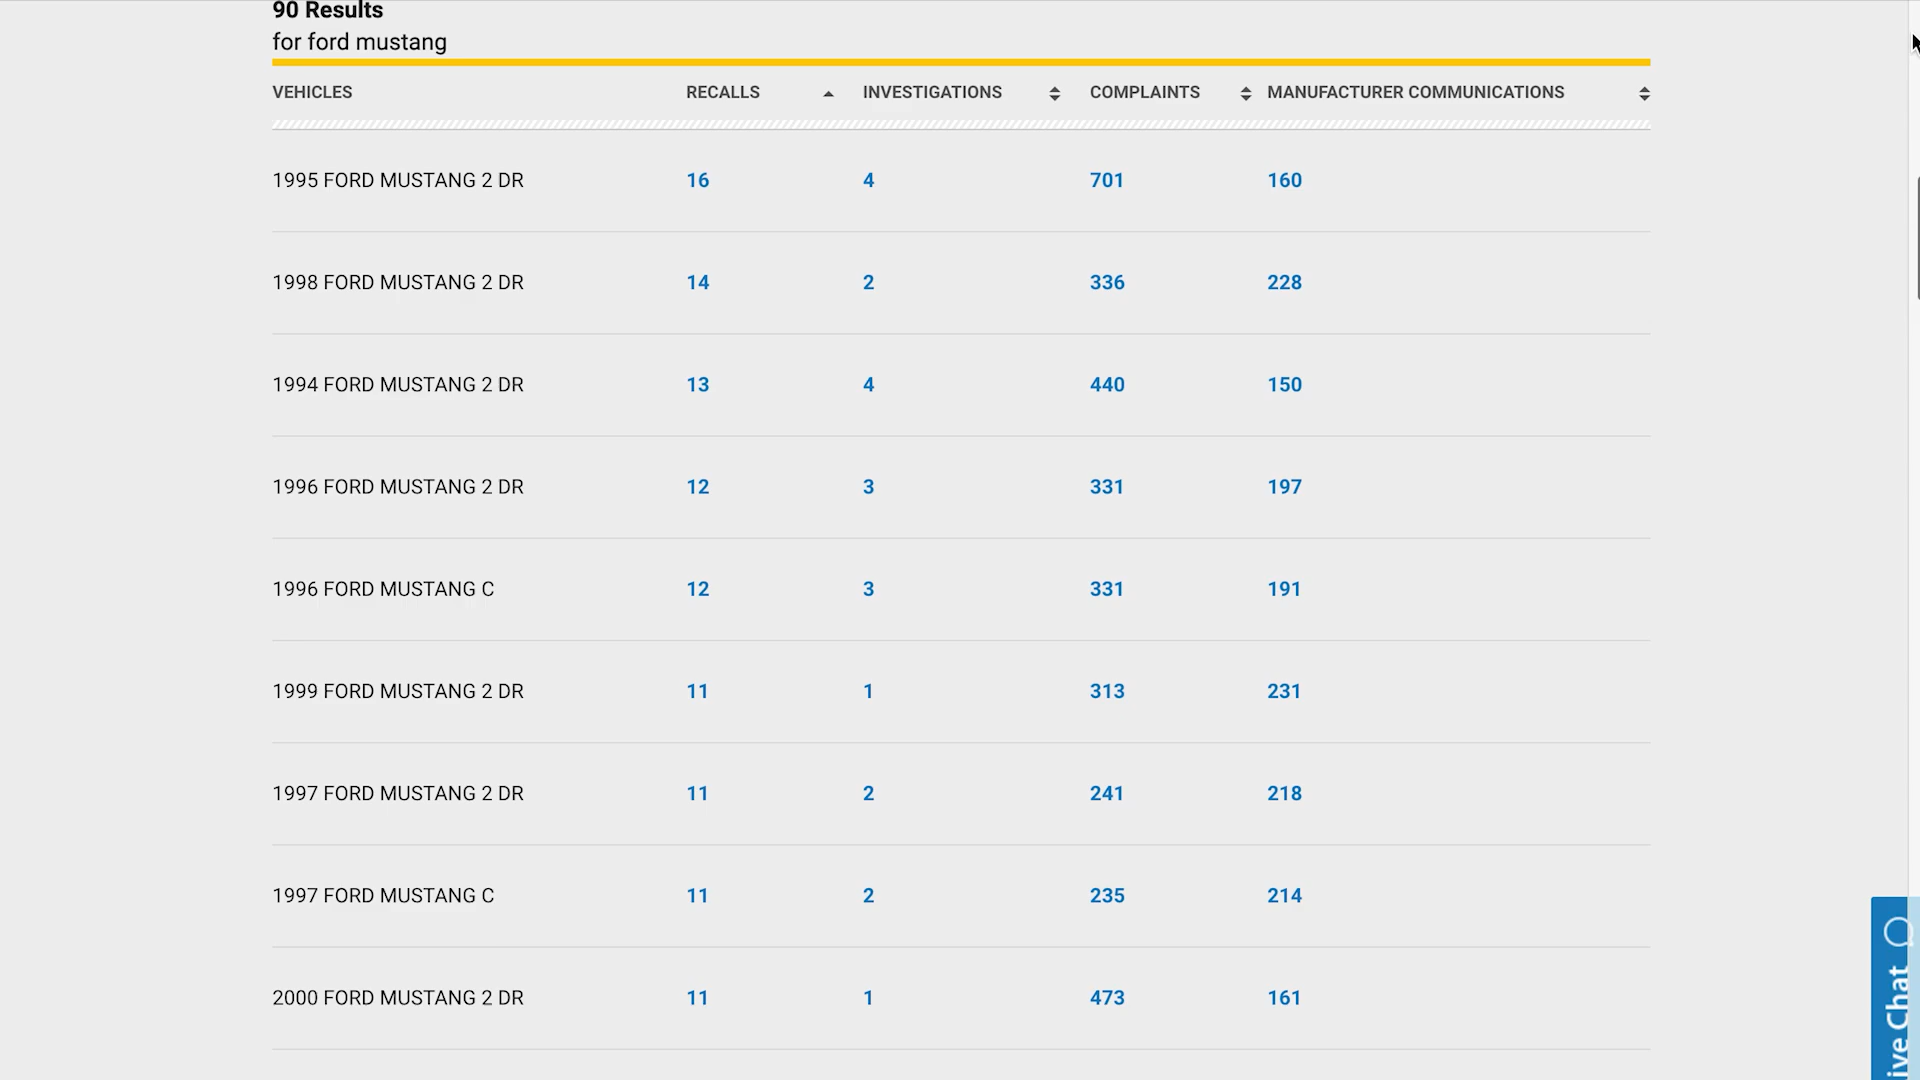 90 Results
for ford mustang
VEHICLES RECALLS INVESTIGATIONS COMPLAINTS MANUFACTURER COMMUNICATIONS
1995 FORD MUSTANG 2 DR 16 4 701 160
1998 FORD MUSTANG 2 DR 14 2 336 228
1994 FORD MUSTANG 2 DR 13 4 440 150
1996 FORD MUSTANG 2 DR 12 3 331 197
1996 FORD MUSTANG C 12 3 331 191
1999 FORD MUSTANG 2 DR 11 1 313 231
1997 FORD MUSTANG 2 DR 11 2 241 218
1997 FORD MUSTANG C 11 2 235 214
2000 FORD MUSTANG 2 DR 11 1 473 161
ive Chat